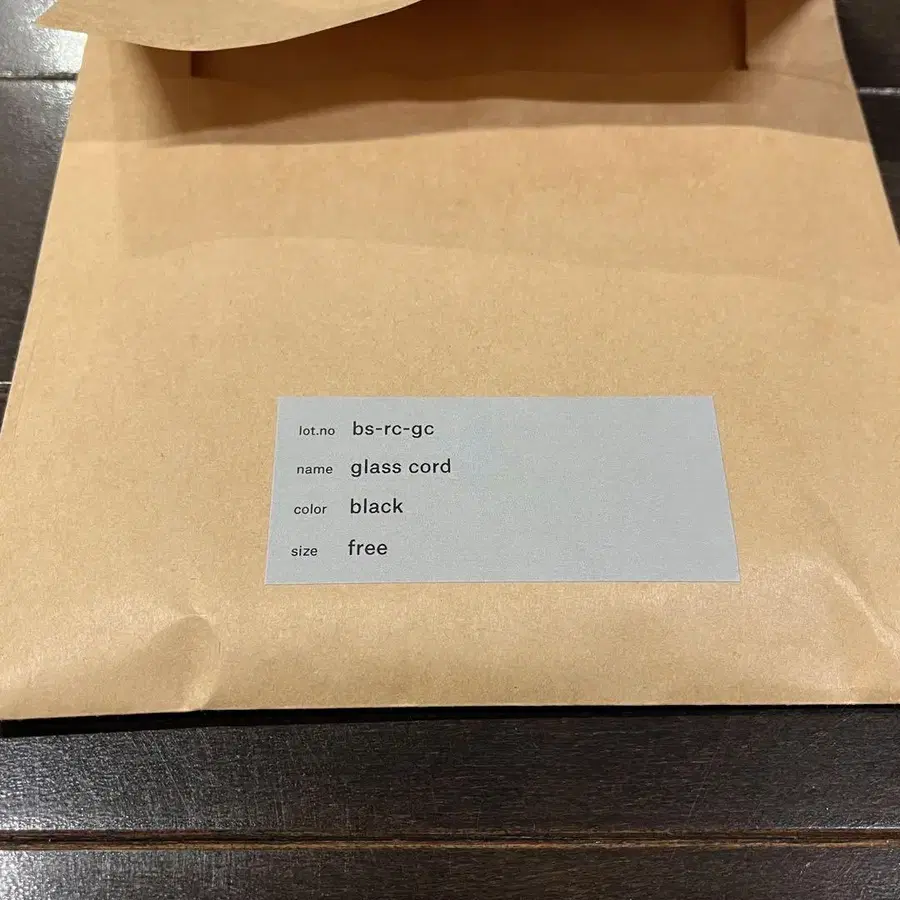 lot.no bs-rc-gc
name glass cord
color black
size free